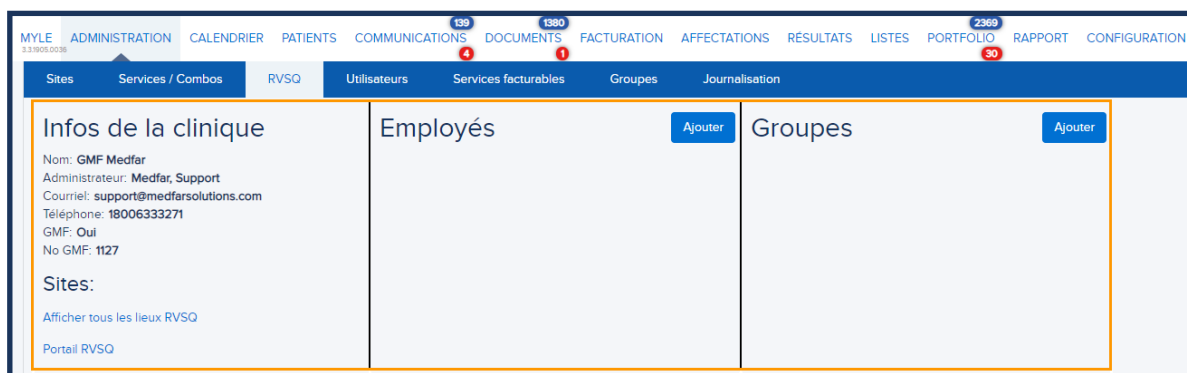 139 1380 2369
MYLE ADMINISTRATION CALENDRIER PATIENTS COMMUNICATIONS DOCUMENTS FACTURATION AFFECTATIONS RÉSULTATS LISTES PORTFOLIO RAPPORT CONFIGURATION
3.3.1905.0036 4 1 30
Sites Services / Combos RVSQ Utilisateurs Services facturables Groupes Journalisation
Infos de la clinique
Nom: GMF Medfar
Administrateur: Medfar, Support
Courriel: support@medfarsolutions.com
Téléphone: 18006333271
GMF: Oui
No GMF: 1127
Sites:
Afficher tous les lieux RVSQ
Portail RVSQ
Employés Ajouter
Groupes Ajouter